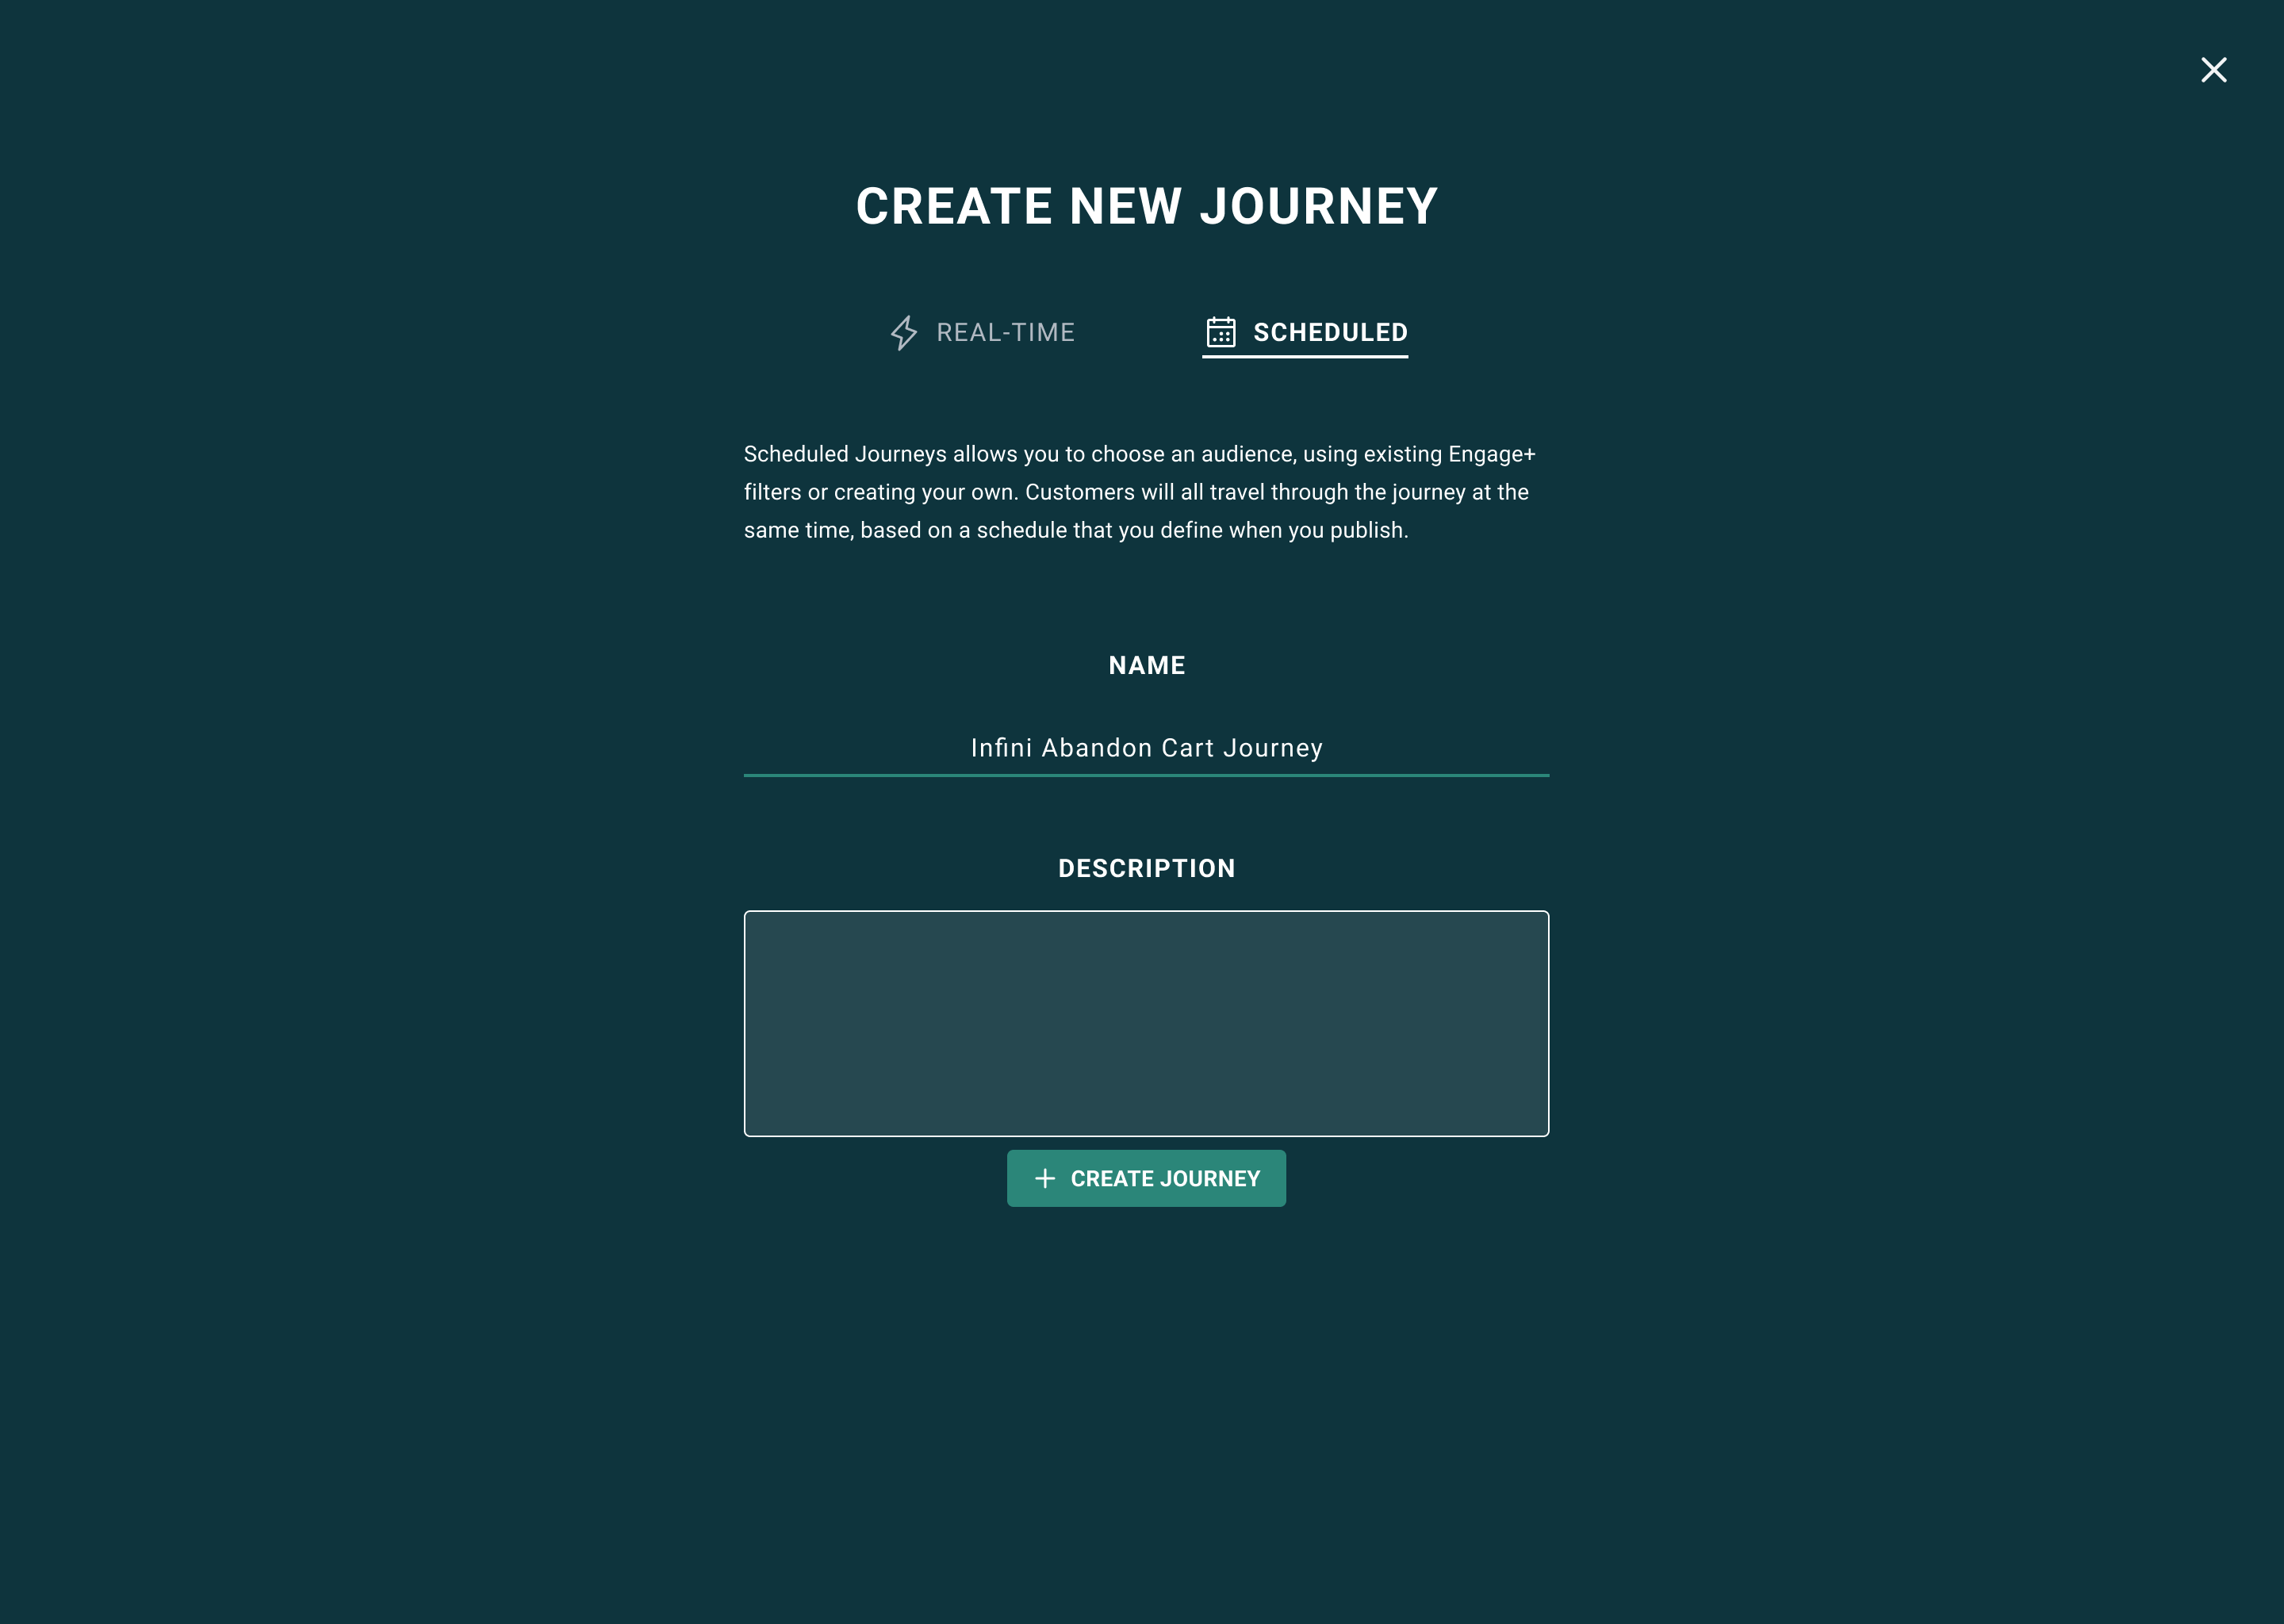 CREATE NEW JOURNEY
REAL-TIME
SCHEDULED
Scheduled Journeys allows you to choose an audience, using existing Engage+
filters or creating your own. Customers will all travel through the journey at the
same time, based on a schedule that you define when you publish.
NAME
Infini Abandon Cart Journey
DESCRIPTION
CREATE JOURNEY